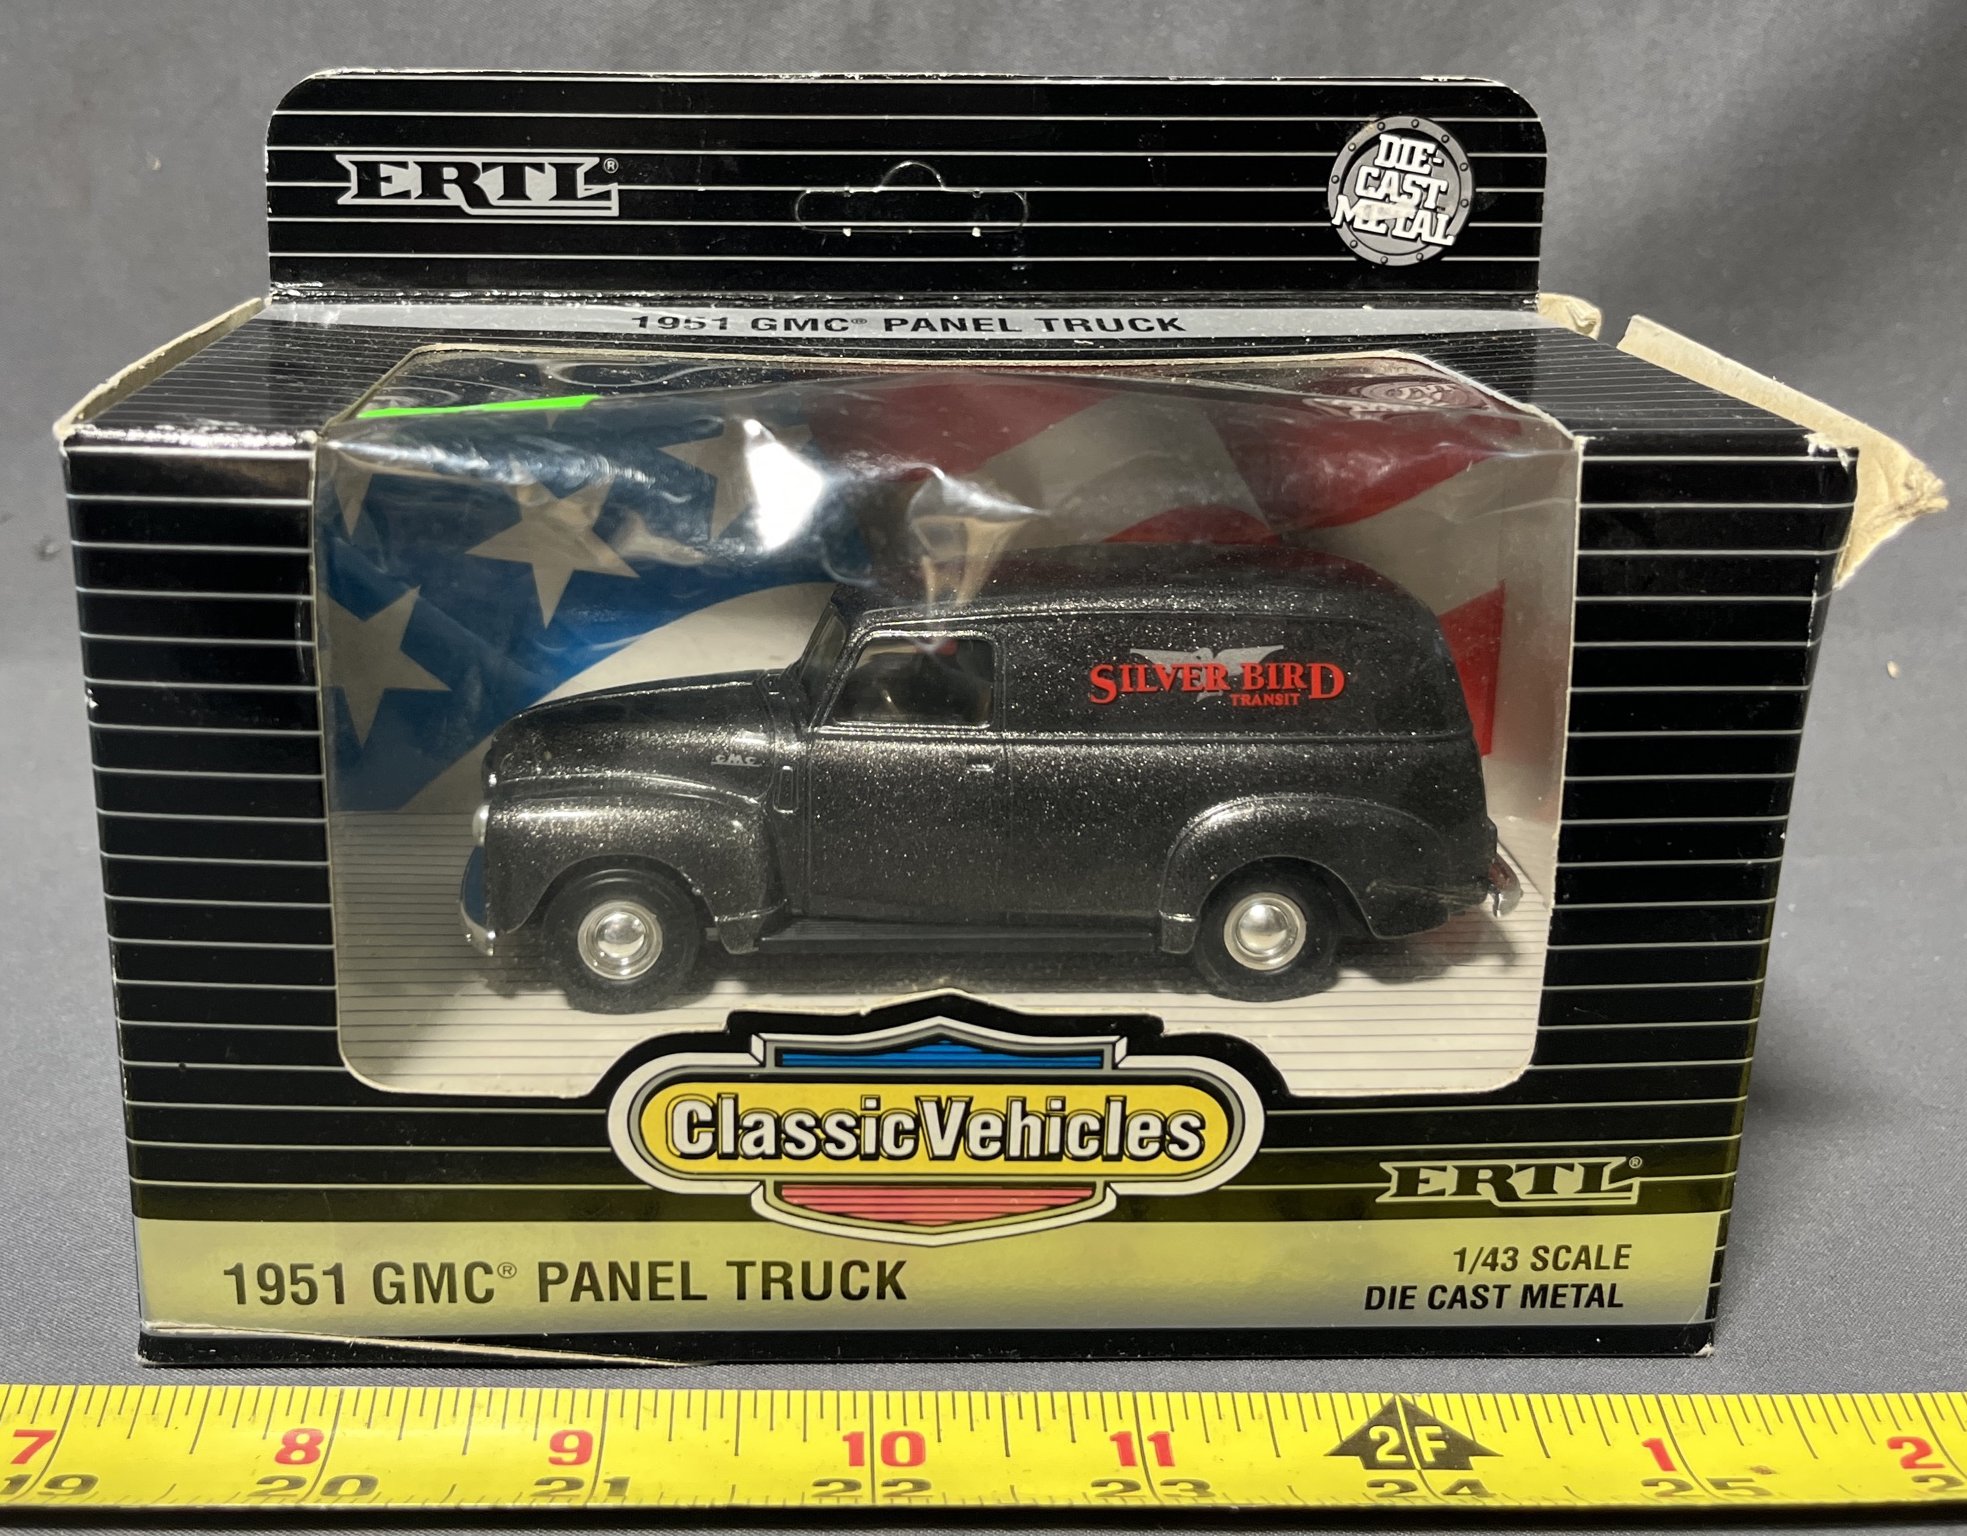 ERTL®
DIE-
CAST
METAL
1951 GMC® PANEL TRUCK
SILVER BIRD
TRANSIT
GMC
ClassicVehicles
ERTL®
1951 GMC® PANEL TRUCK
1/43 SCALE
DIE CAST METAL
7 8 9 10 11 2F 1 2
19 20 21 22 23 24 25